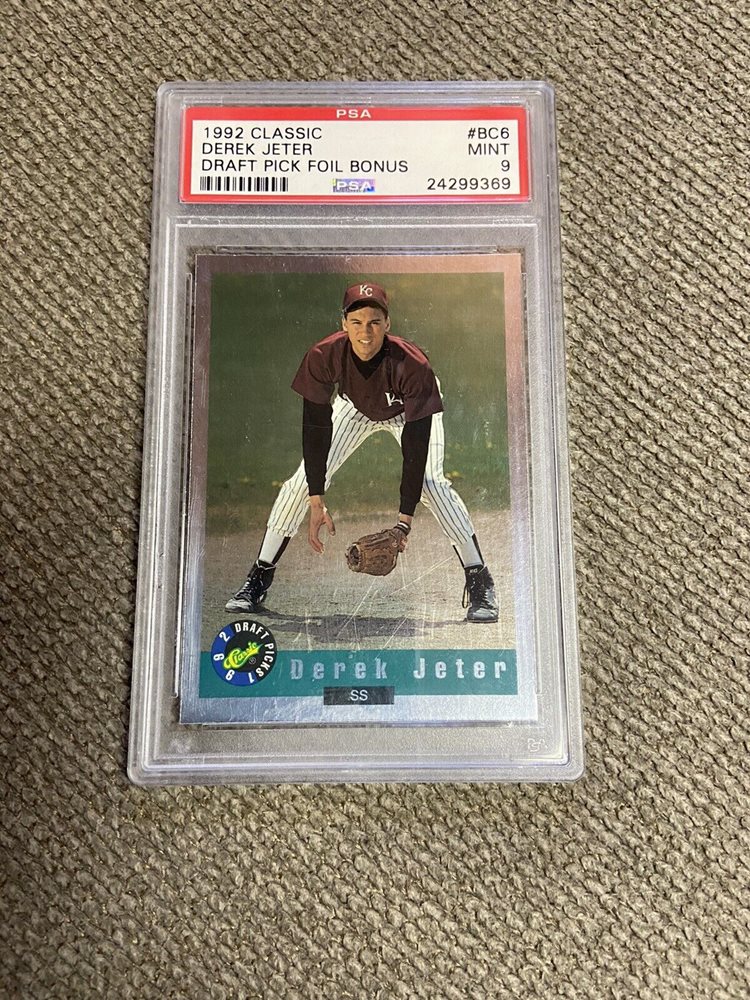 PSA
1992 CLASSIC #BC6
DEREK JETER MINT
DRAFT PICK FOIL BONUS 9
PSA 24299369
KC
1992 DRAFT PICKS
Classic ®
Derek Jeter
SS